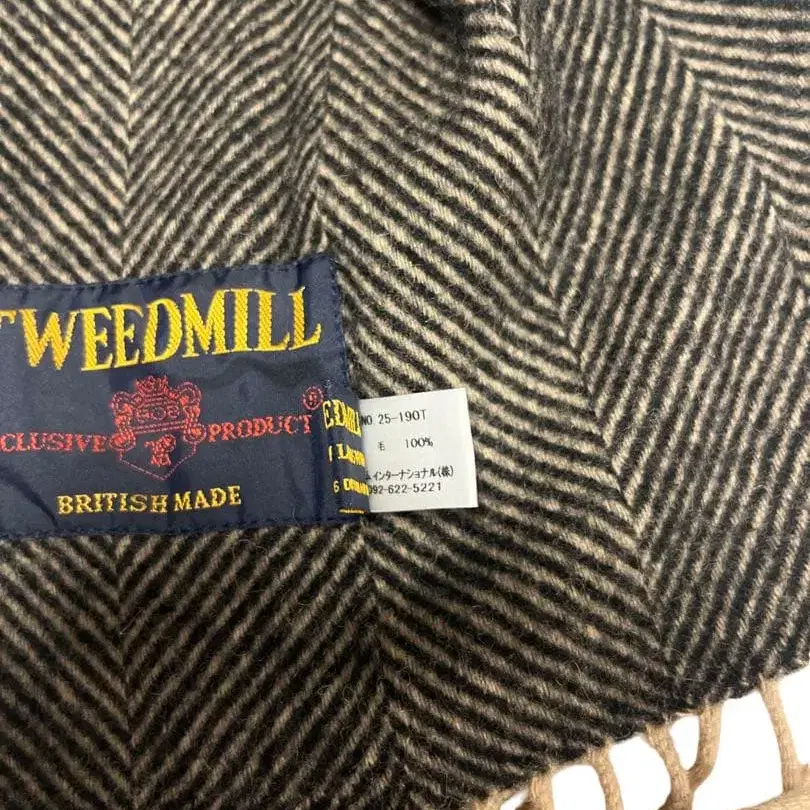 TWEEDMILL
EXCLUSIVE PRODUCT
BRITISH MADE
NO 25-190T
毛 100%
インターナショナル(株)
092-622-5221